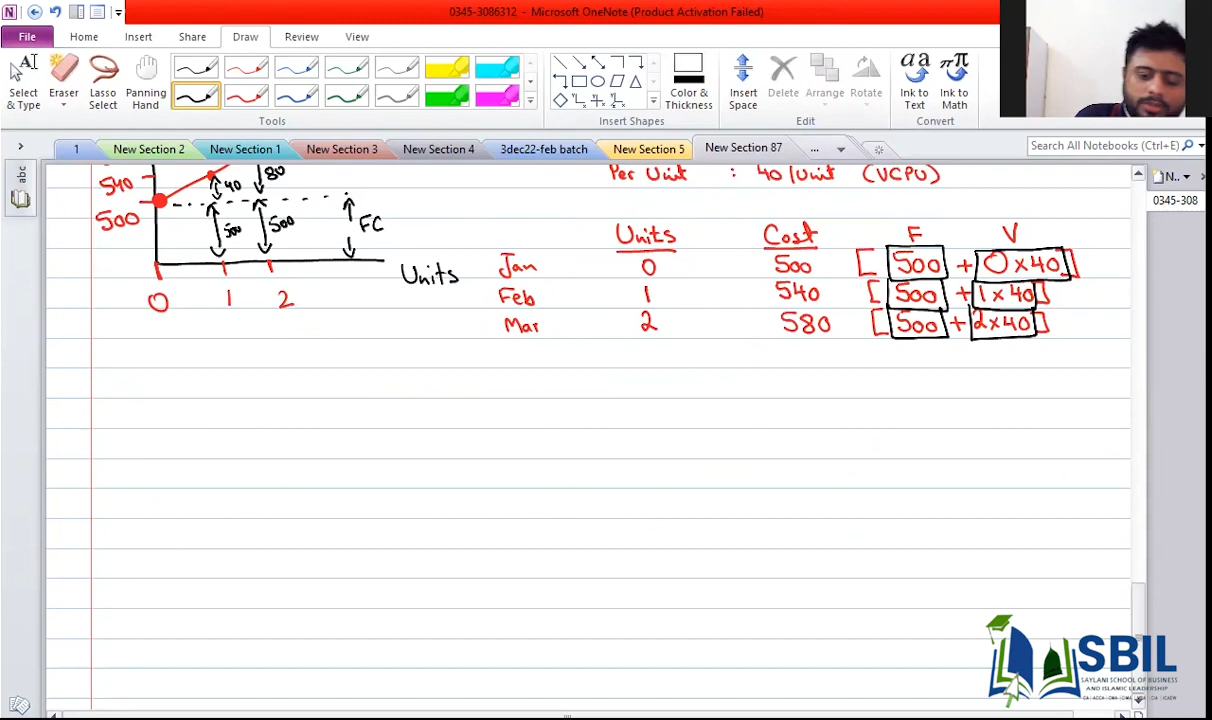 0345-3086312 - Microsoft OneNote (Product Activation Failed)
File Home Insert Share Draw Review View
Select & Type
Eraser
Lasso Select
Panning Hand
Color & Thickness
Insert Space
Delete
Arrange
Rotate
Ink to Text
Ink to Math
Tools
Insert Shapes
Edit
Convert
1 New Section 2 New Section 1 New Section 3 New Section 4 3dec22-feb batch New Section 5 New Section 87 ...
Search All Notebooks (Ctrl+E)
N..
0345-308
abc
540
500
40
80
500
500
FC
Units
0 1 2
Per Unit : 40/Unit (VCPU)
Units Cost F V
Jan 0 500 [ 500 + 0 x 40 ]
Feb 1 540 [ 500 + 1 x 40 ]
Mar 2 580 [ 500 + 2 x 40 ]
SBIL
SAYLANI SCHOOL OF BUSINESS
AND ISLAMIC LEADERSHIP